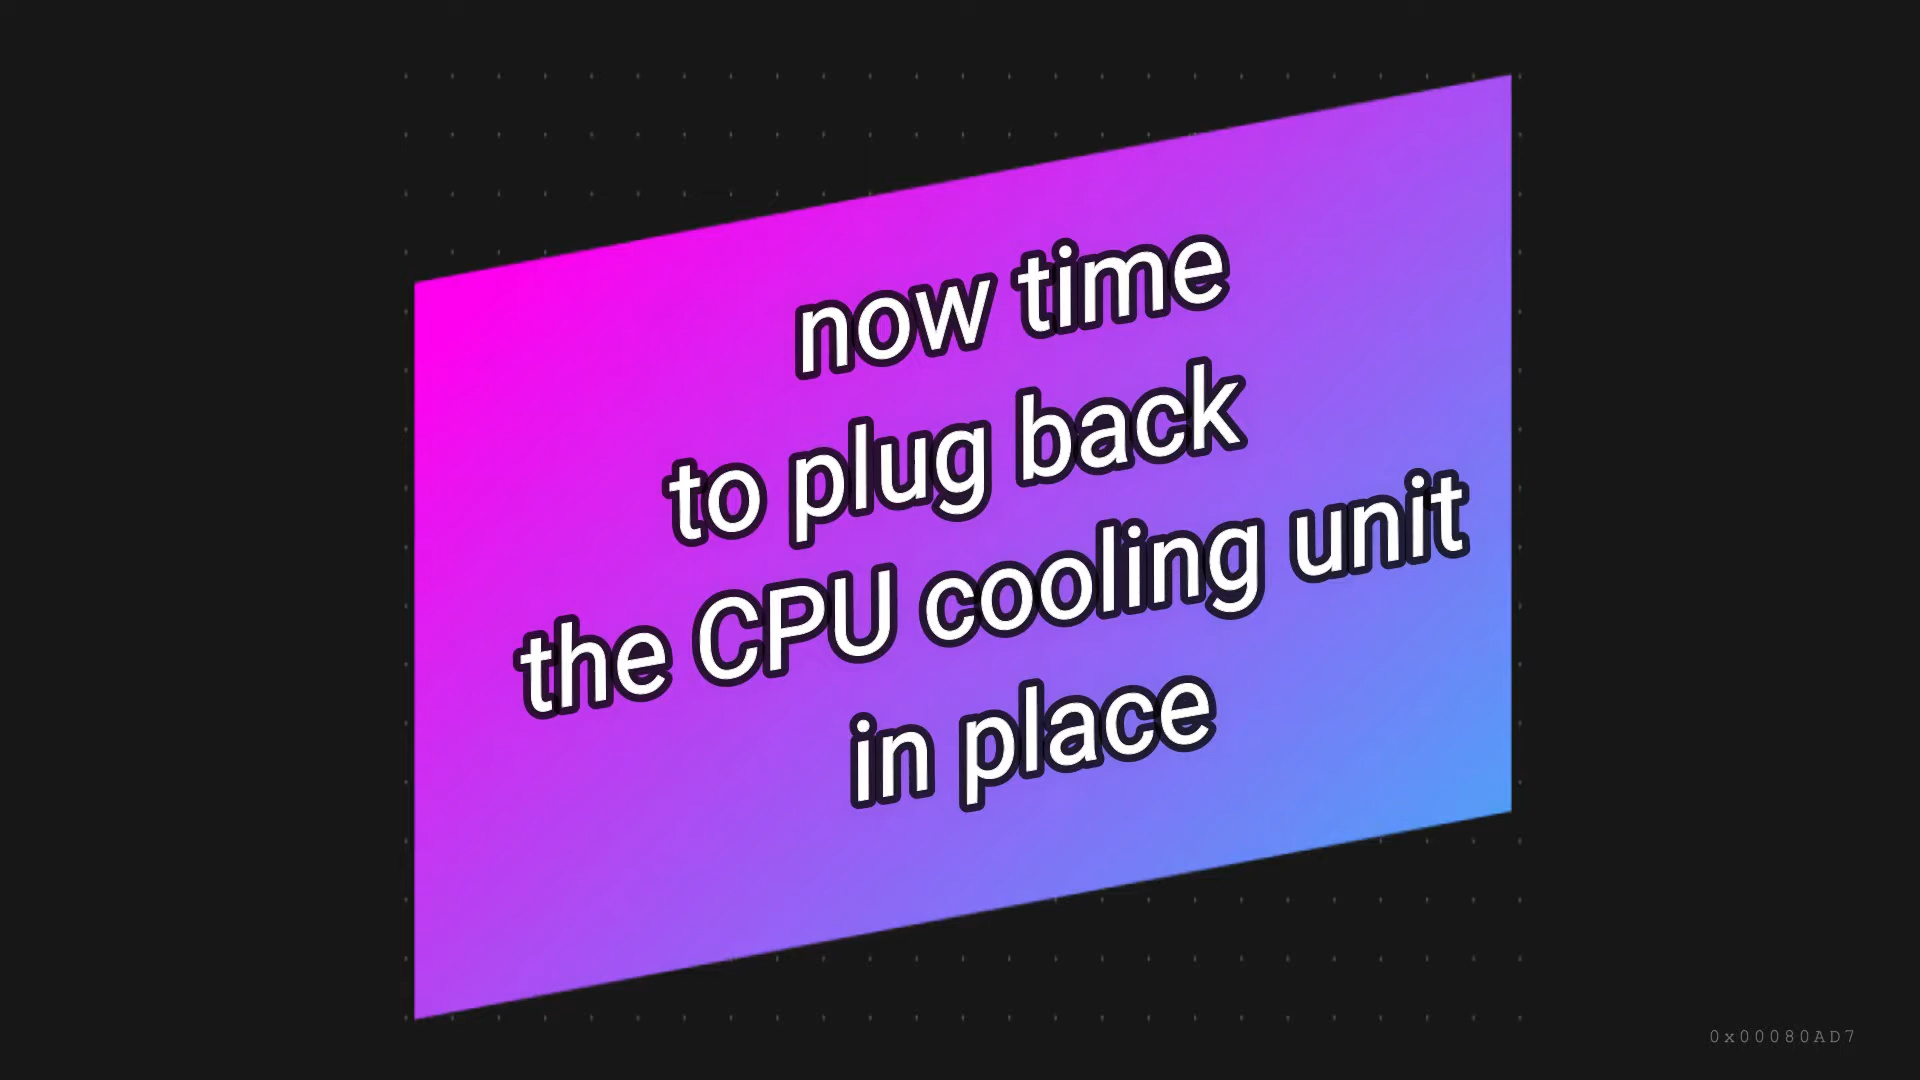 now time
to plug back
the CPU cooling unit
in place
0x00080AD7